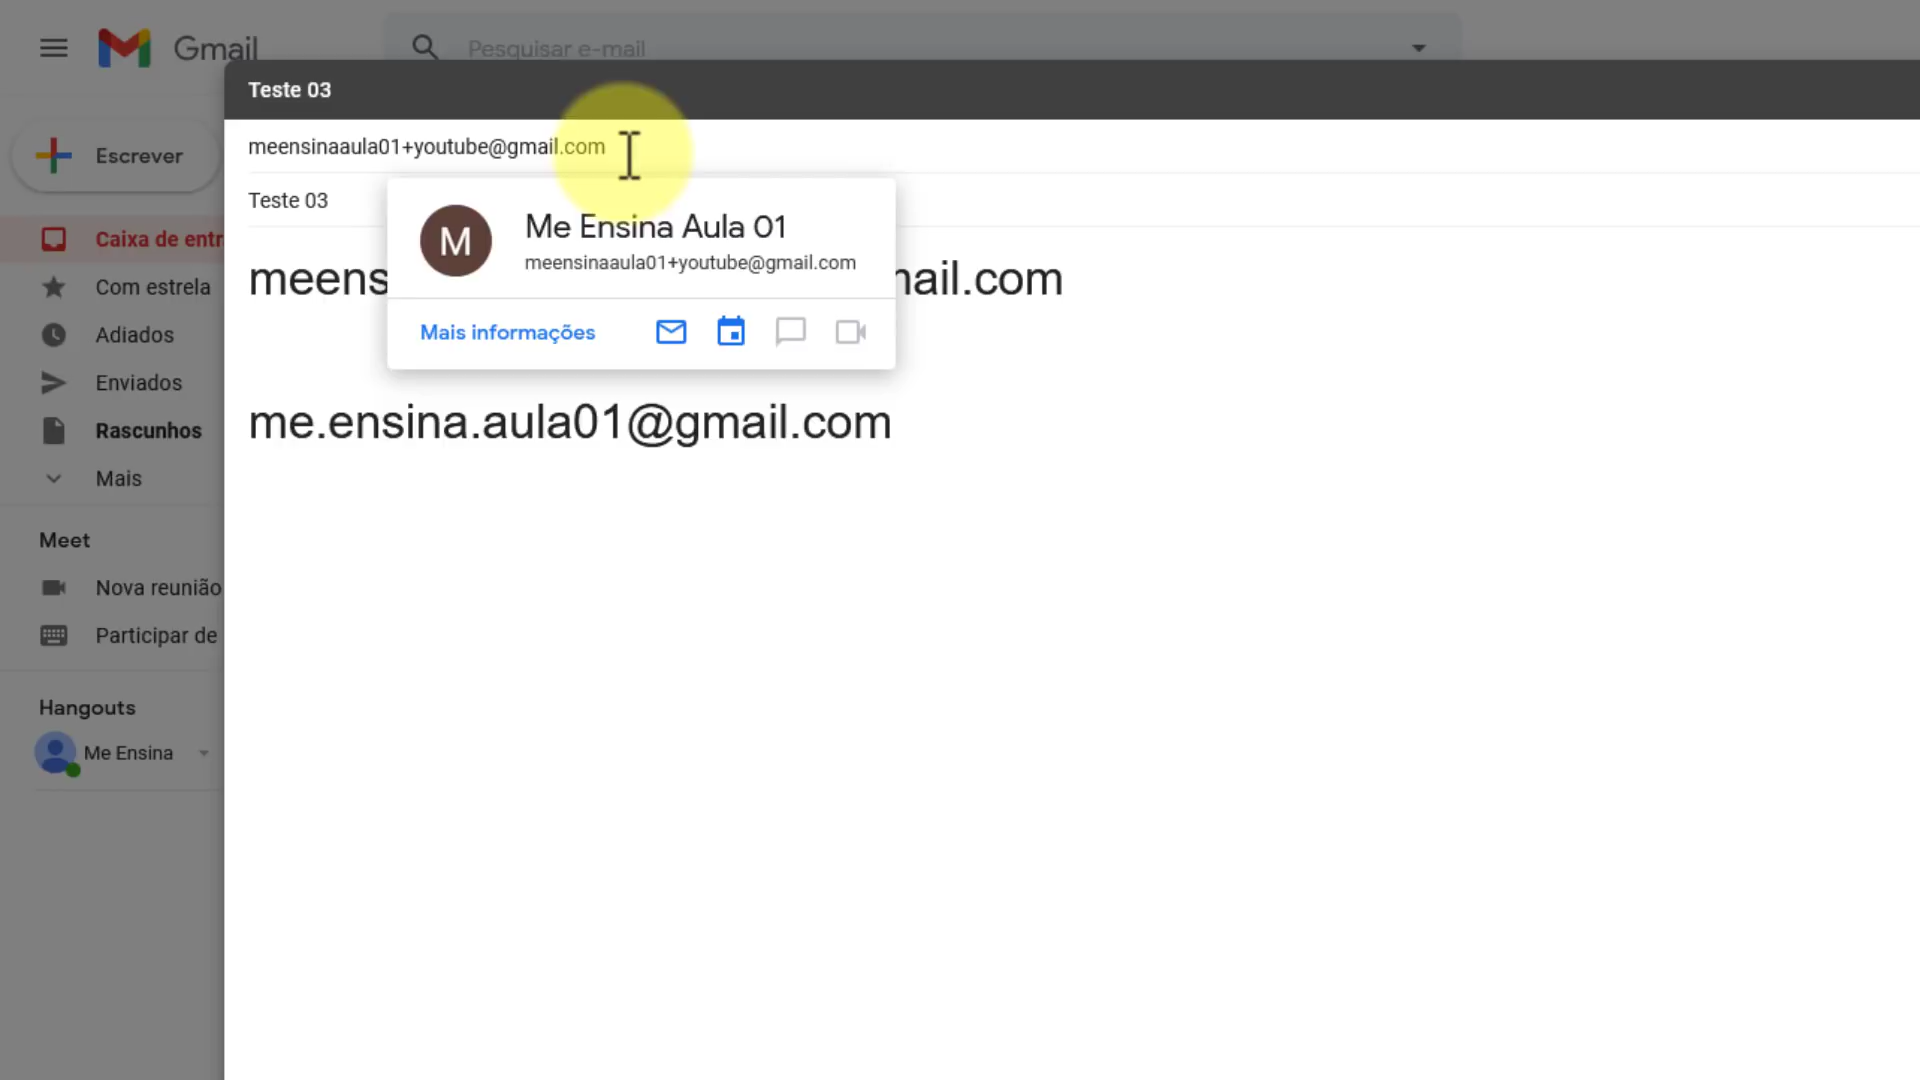 Gmail
Pesquisar e-mail
Teste 03
Escrever
meensinaaula01+youtube@gmail.com
Teste 03
M
Me Ensina Aula 01
meensinaaula01+youtube@gmail.com
Mais informações
Caixa de entr
meens
ail.com
Com estrela
Adiados
Enviados
me.ensina.aula01@gmail.com
Rascunhos
Mais
Meet
Nova reunião
Participar de
Hangouts
Me Ensina